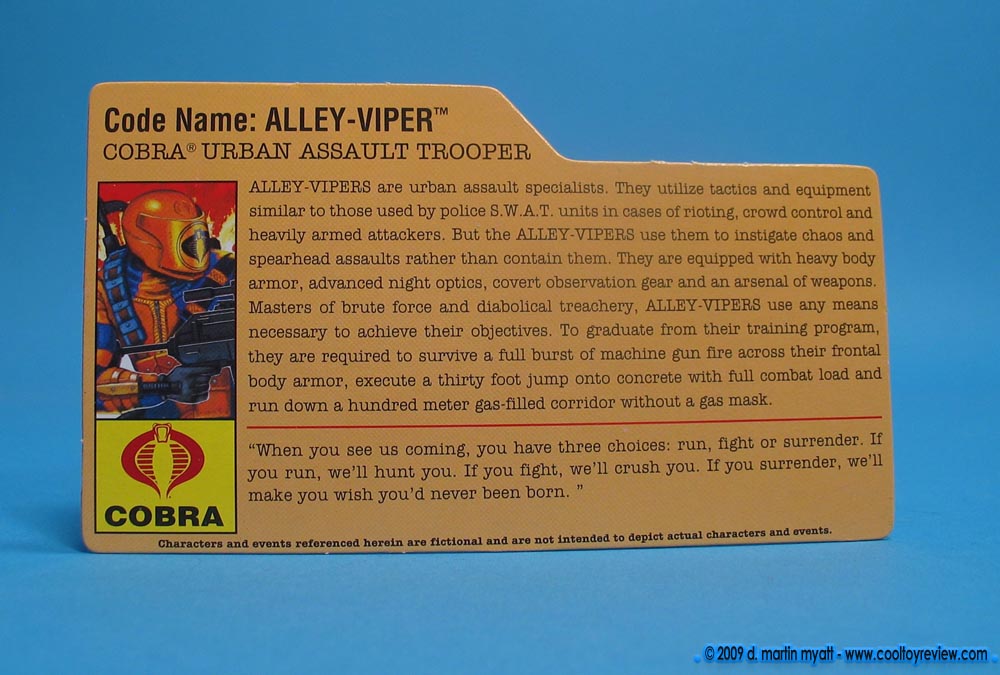 Code Name: ALLEY-VIPER™
COBRA® URBAN ASSAULT TROOPER
ALLEY-VIPERS are urban assault specialists. They utilize tactics and equipment
similar to those used by police S.W.A.T. units in cases of rioting, crowd control and
heavily armed attackers. But the ALLEY-VIPERS use them to instigate chaos and
spearhead assaults rather than contain them. They are equipped with heavy body
armor, advanced night optics, covert observation gear and an arsenal of weapons.
Masters of brute force and diabolical treachery, ALLEY-VIPERS use any means
necessary to achieve their objectives. To graduate from their training program,
they are required to survive a full burst of machine gun fire across their frontal
body armor, execute a thirty foot jump onto concrete with full combat load and
run down a hundred meter gas-filled corridor without a gas mask.
“When you see us coming, you have three choices: run, fight or surrender. If
you run, we’ll hunt you. If you fight, we’ll crush you. If you surrender, we’ll
make you wish you’d never been born. ”
COBRA
Characters and events referenced herein are fictional and are not intended to depict actual characters and events.
© 2009 d. martin myatt - www.cooltoyreview.com